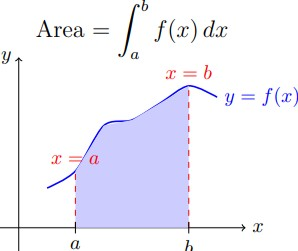 Area = ∫_a^b f(x) dx
y
x = b
y = f(x)
x = a
x
a
b